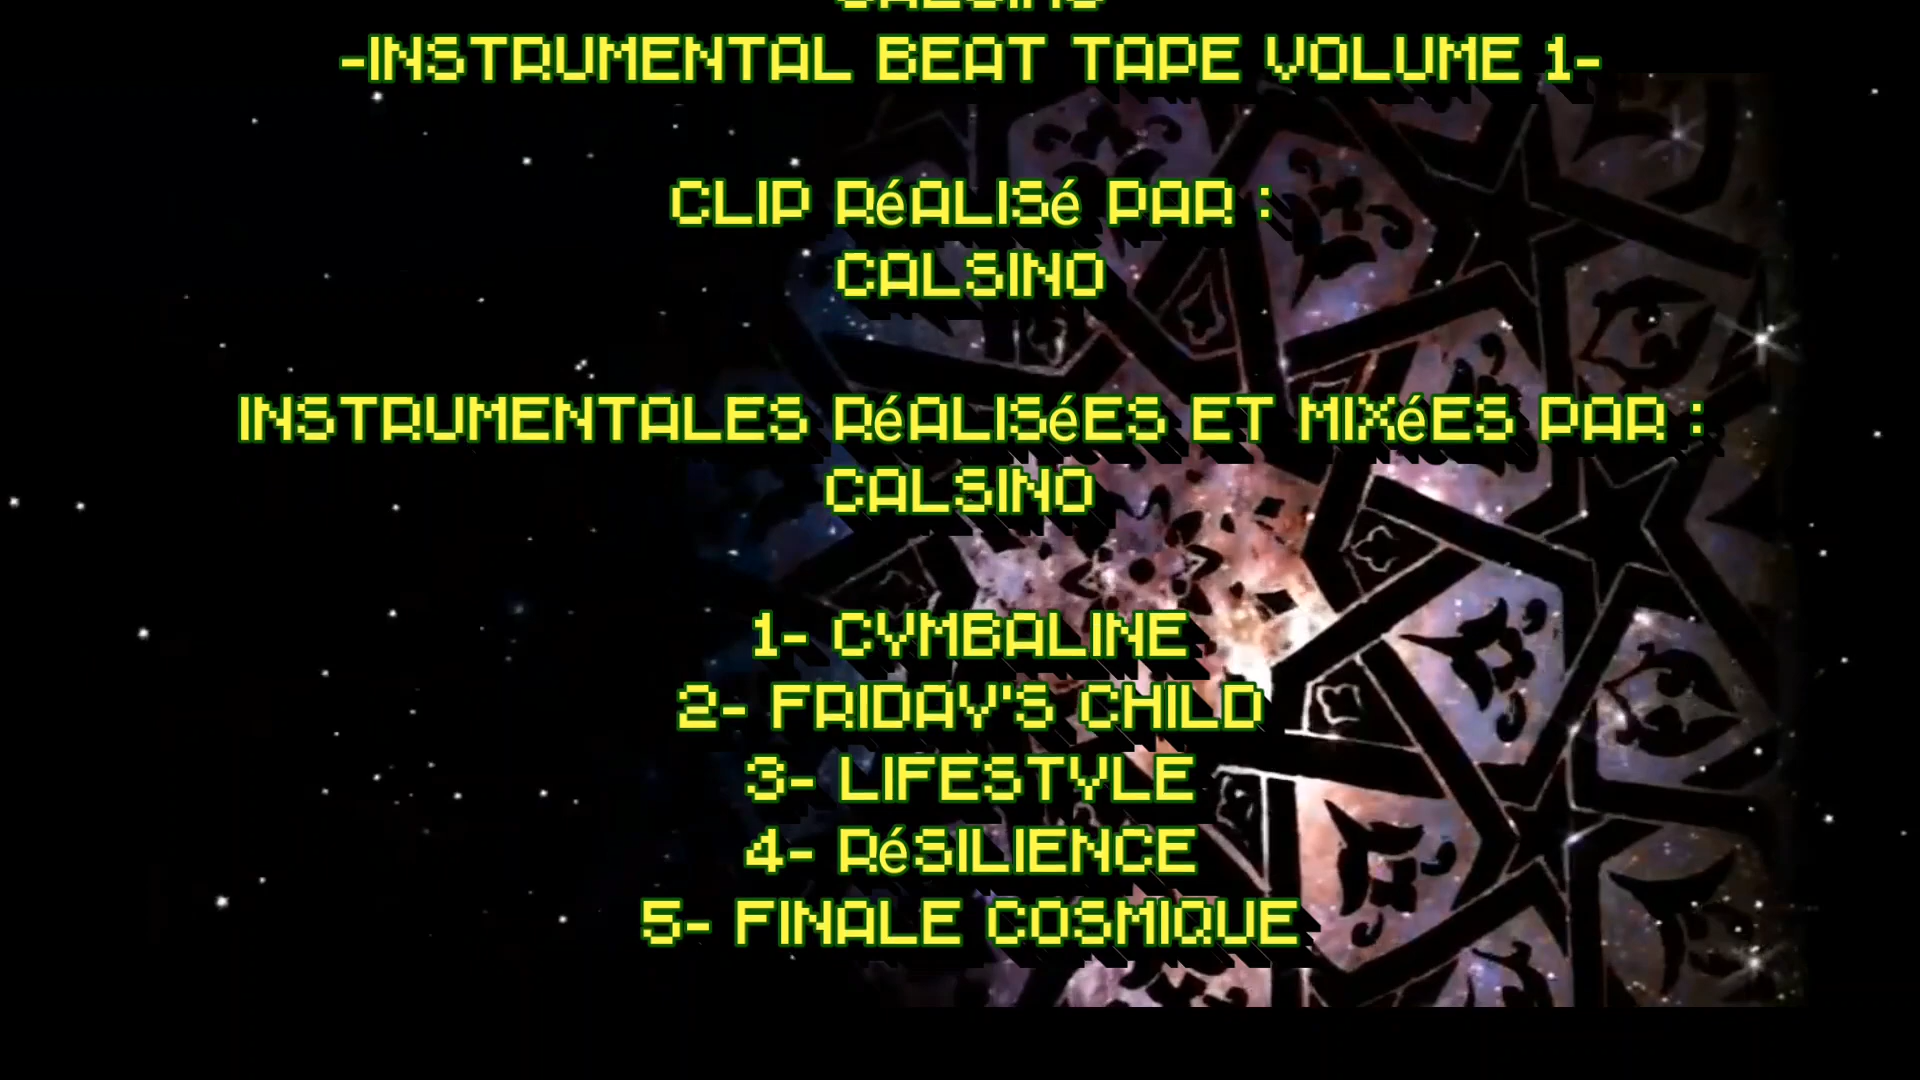 CALSINO
-INSTRUMENTAL BEAT TAPE VOLUME 1-
CLIP RéALISé PAR :
CALSINO
INSTRUMENTALES RéALISéES ET MIXéES PAR :
CALSINO
1- CYMBALINE
2- FRIDAY'S CHILD
3- LIFESTYLE
4- RéSILIENCE
5- FINALE COSMIQUE